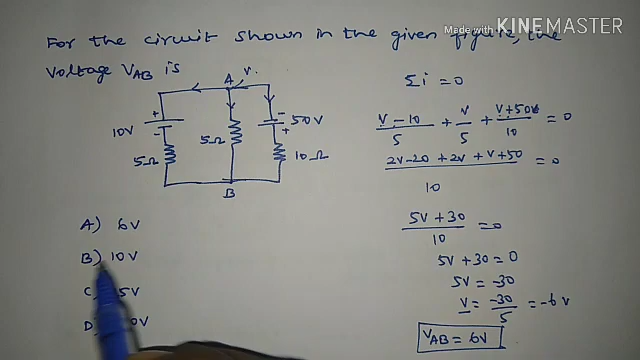 Made with KINEMASTER
For the circuit shown in the given figure, the
voltage VAB is
A V.
+
- 50V
10V
+
-
5Ω
5Ω
10Ω
B
A) 6V
B) 10V
C) 5V
D) 0V
Σi = 0
V-10/5 + V/5 + V+50/10 = 0
2V-20 + 2V + V+50/10 = 0
5V+30/10 = 0
5V+30 = 0
5V = -30
V = -30/5 = -6V
VAB = 6V